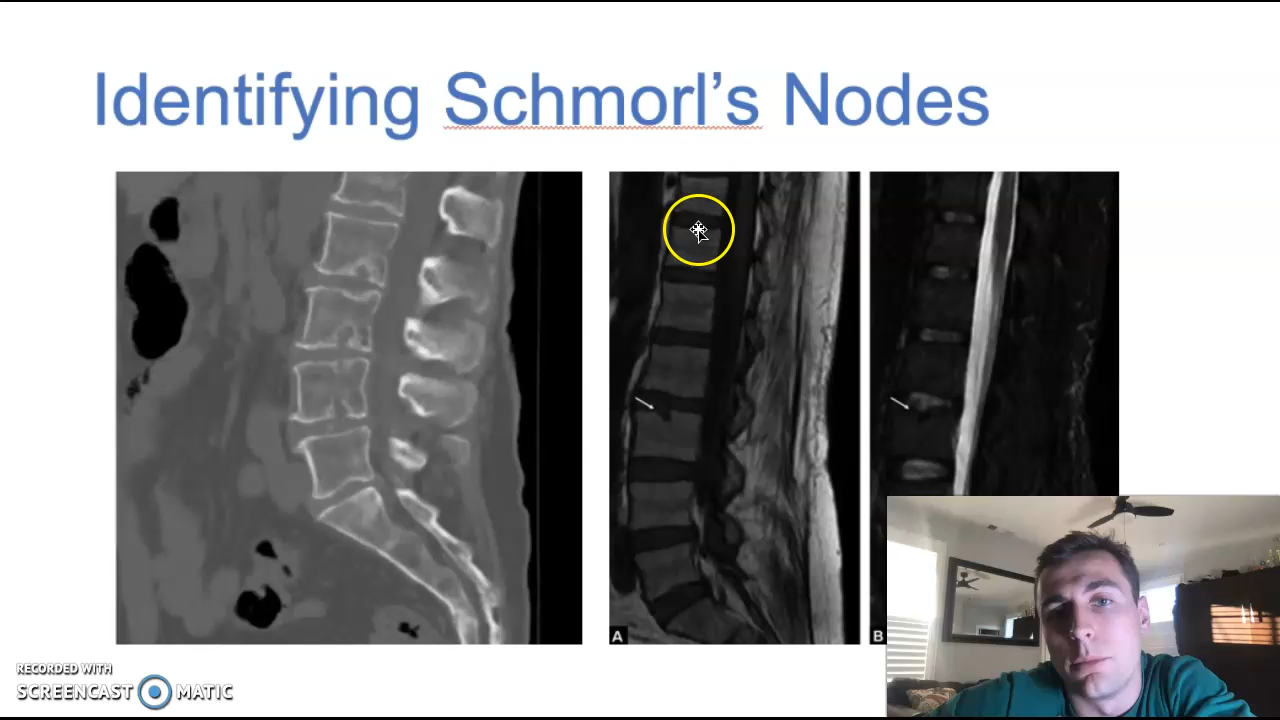 Identifying Schmorl's Nodes
A
B
RECORDED WITH
SCREENCAST MATIC